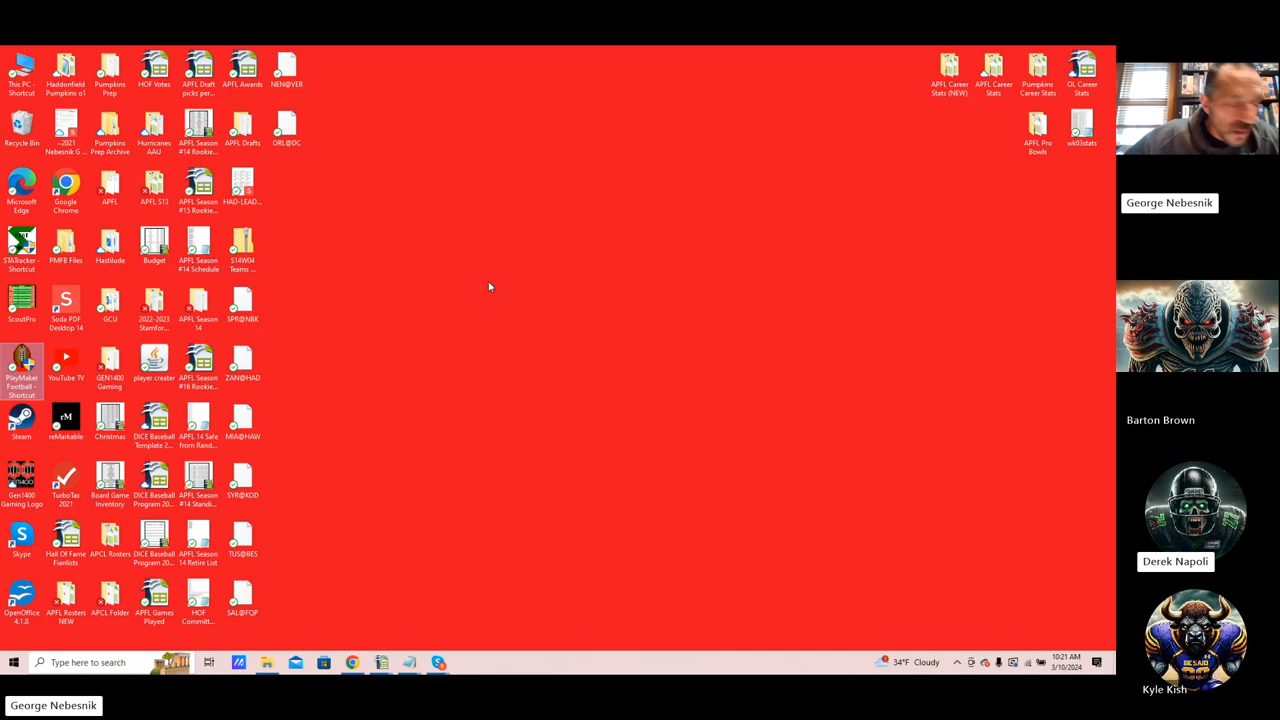 This PC - Shortcut
Haddonfield Pumpkins o1
Pumpkins Prep
HOF Votes
APFL Draft picks per...
APFL Awards
NEN@VER
APFL Career Stats (NEW)
APFL Career Stats
Pumpkins Career Stats
OL Career Stats
Recycle Bin
~2021 Nebesnik G ...
Pumpkins Prep Archive
Hurricanes AAU
APFL Season #14 Rookie...
APFL Drafts
ORL@DC
APFL Pro Bowls
wk03stats
Microsoft Edge
Google Chrome
APFL
APFL S13
APFL Season #15 Rookie...
HAD-LEAD...
George Nebesnik
STATracker - Shortcut
PMFB Files
Hastilude
Budget
APFL Season #14 Schedule
S14W04 Teams ...
ScoutPro
Soda PDF Desktop 14
GCU
2022-2023 Stamfor...
APFL Season 14
SPR@NBK
PlayMaker Football - Shortcut
YouTube TV
GEN1400 Gaming
player creater
APFL Season #16 Rookie...
ZAN@HAD
Steam
rM
reMarkable
Christmas
DICE Baseball Template 2...
APFL 14 Safe from Rand...
MIA@HAW
Barton Brown
Gen1400 Gaming Logo
TurboTax 2021
Board Game Inventory
DICE Baseball Program 20...
APFL Season #14 Standi...
SYR@KOD
Skype
Hall Of Fame Fianlists
APCL Rosters
DICE Baseball Program 20...
APFL Season 14 Retire List
TUS@BES
Derek Napoli
OpenOffice 4.1.8
APFL Rosters NEW
APCL Folder
APFL Games Played
HOF Committ...
SAL@FQP
BESAID
Kyle Kish
Type here to search
34°F Cloudy
10:21 AM
3/10/2024
George Nebesnik